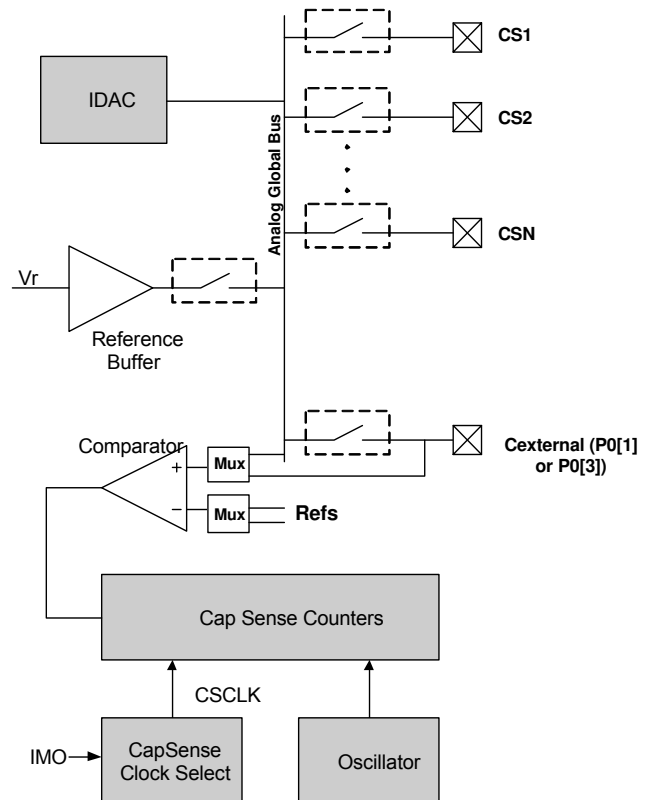 CS1
IDAC
CS2
Analog Global Bus
CSN
Vr
Reference
Buffer
Comparator
Cexternal (P0[1]
or P0[3])
+
Mux
−
Mux
Refs
Cap Sense Counters
CSCLK
IMO
CapSense
Clock Select
Oscillator